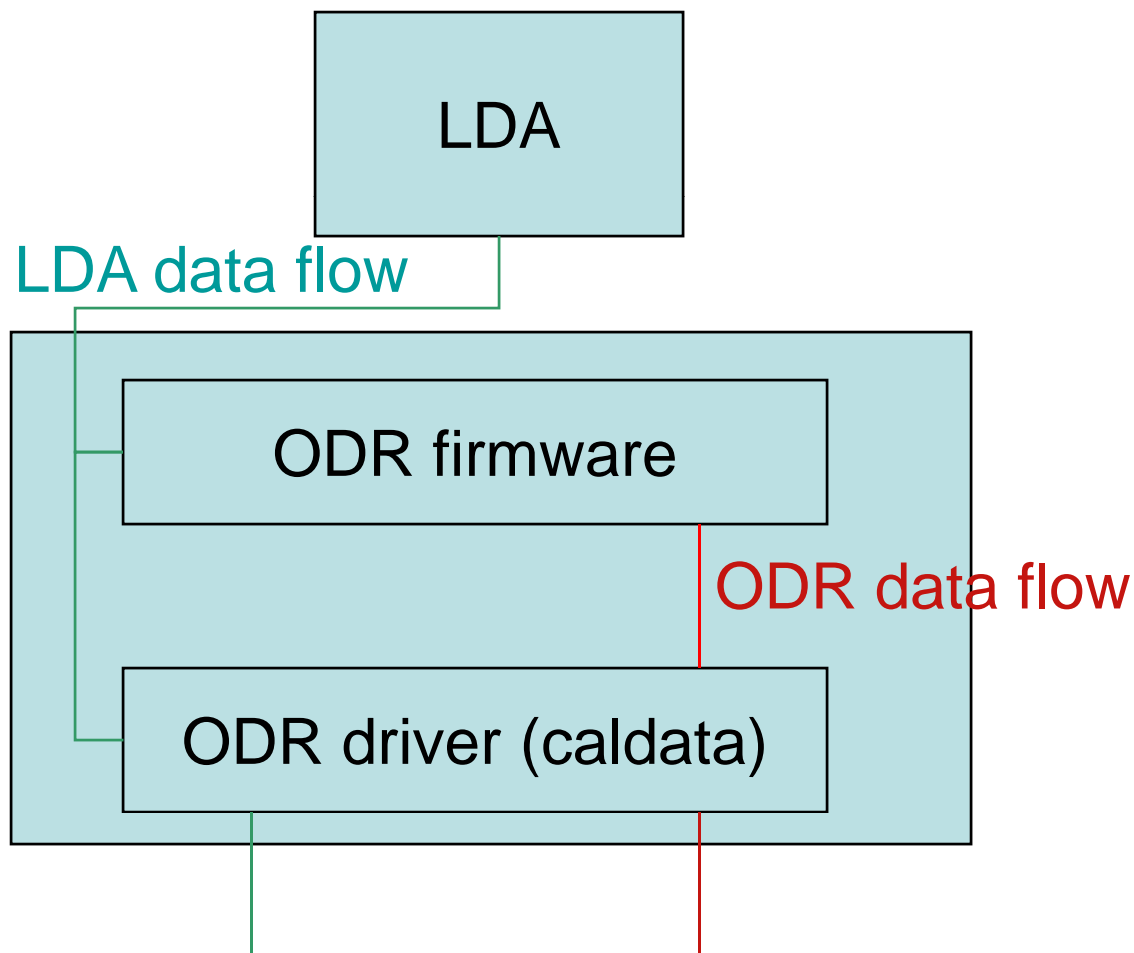 LDA
LDA data flow
ODR firmware
ODR data flow
ODR driver (caldata)